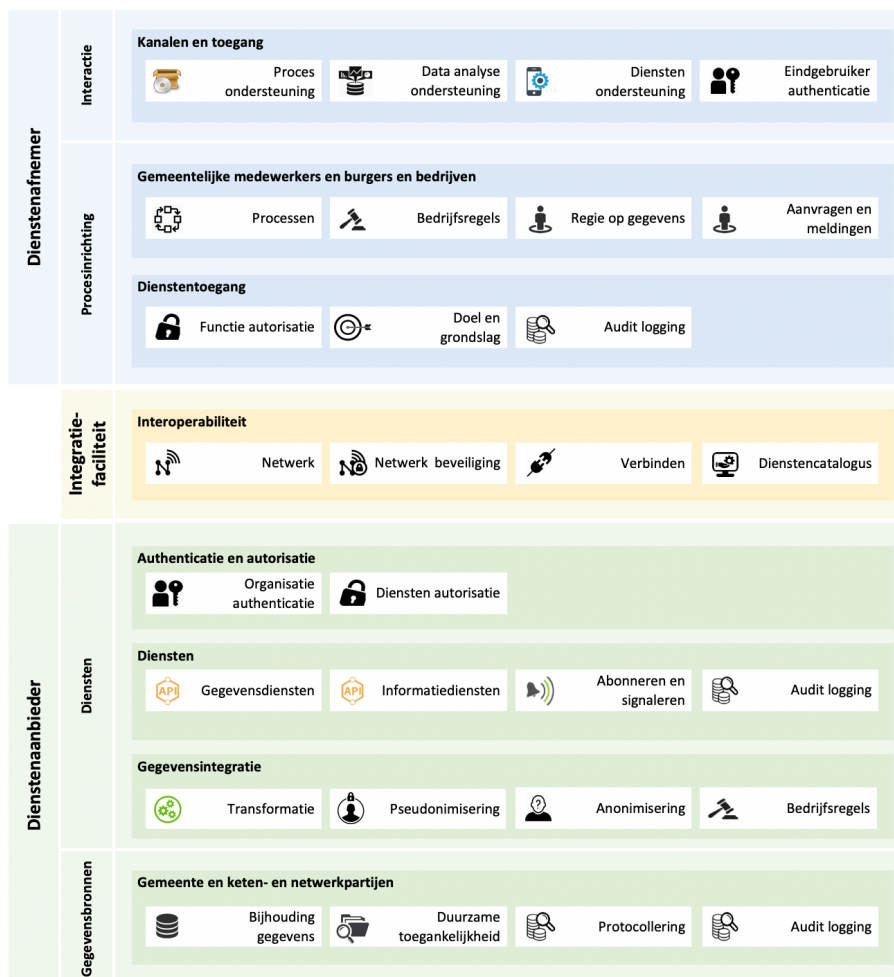 Dienstenafnemer
Interactie
Kanalen en toegang
Proces
ondersteuning
Data analyse
ondersteuning
Diensten
ondersteuning
Eindgebruiker
authenticatie
Procesinrichting
Gemeentelijke medewerkers en burgers en bedrijven
Processen
Bedrijfsregels
Regie op gegevens
Aanvragen en
meldingen
Dienstentoegang
Functie autorisatie
Doel en
grondslag
Audit logging
Integratie-
faciliteit
Interoperabiliteit
Netwerk
Netwerk beveiliging
Verbinden
Dienstencatalogus
Dienstenaanbieder
Diensten
Authenticatie en autorisatie
Organisatie
authenticatie
Diensten autorisatie
Diensten
API
Gegevensdiensten
API
Informatiediensten
Abonneren en
signaleren
Audit logging
Gegevensintegratie
Transformatie
Pseudonimisering
Anonimisering
Bedrijfsregels
Gegevensbronnen
Gemeente en keten- en netwerkpartijen
Bijhouding
gegevens
Duurzame
toegankelijkheid
Protocollering
Audit logging